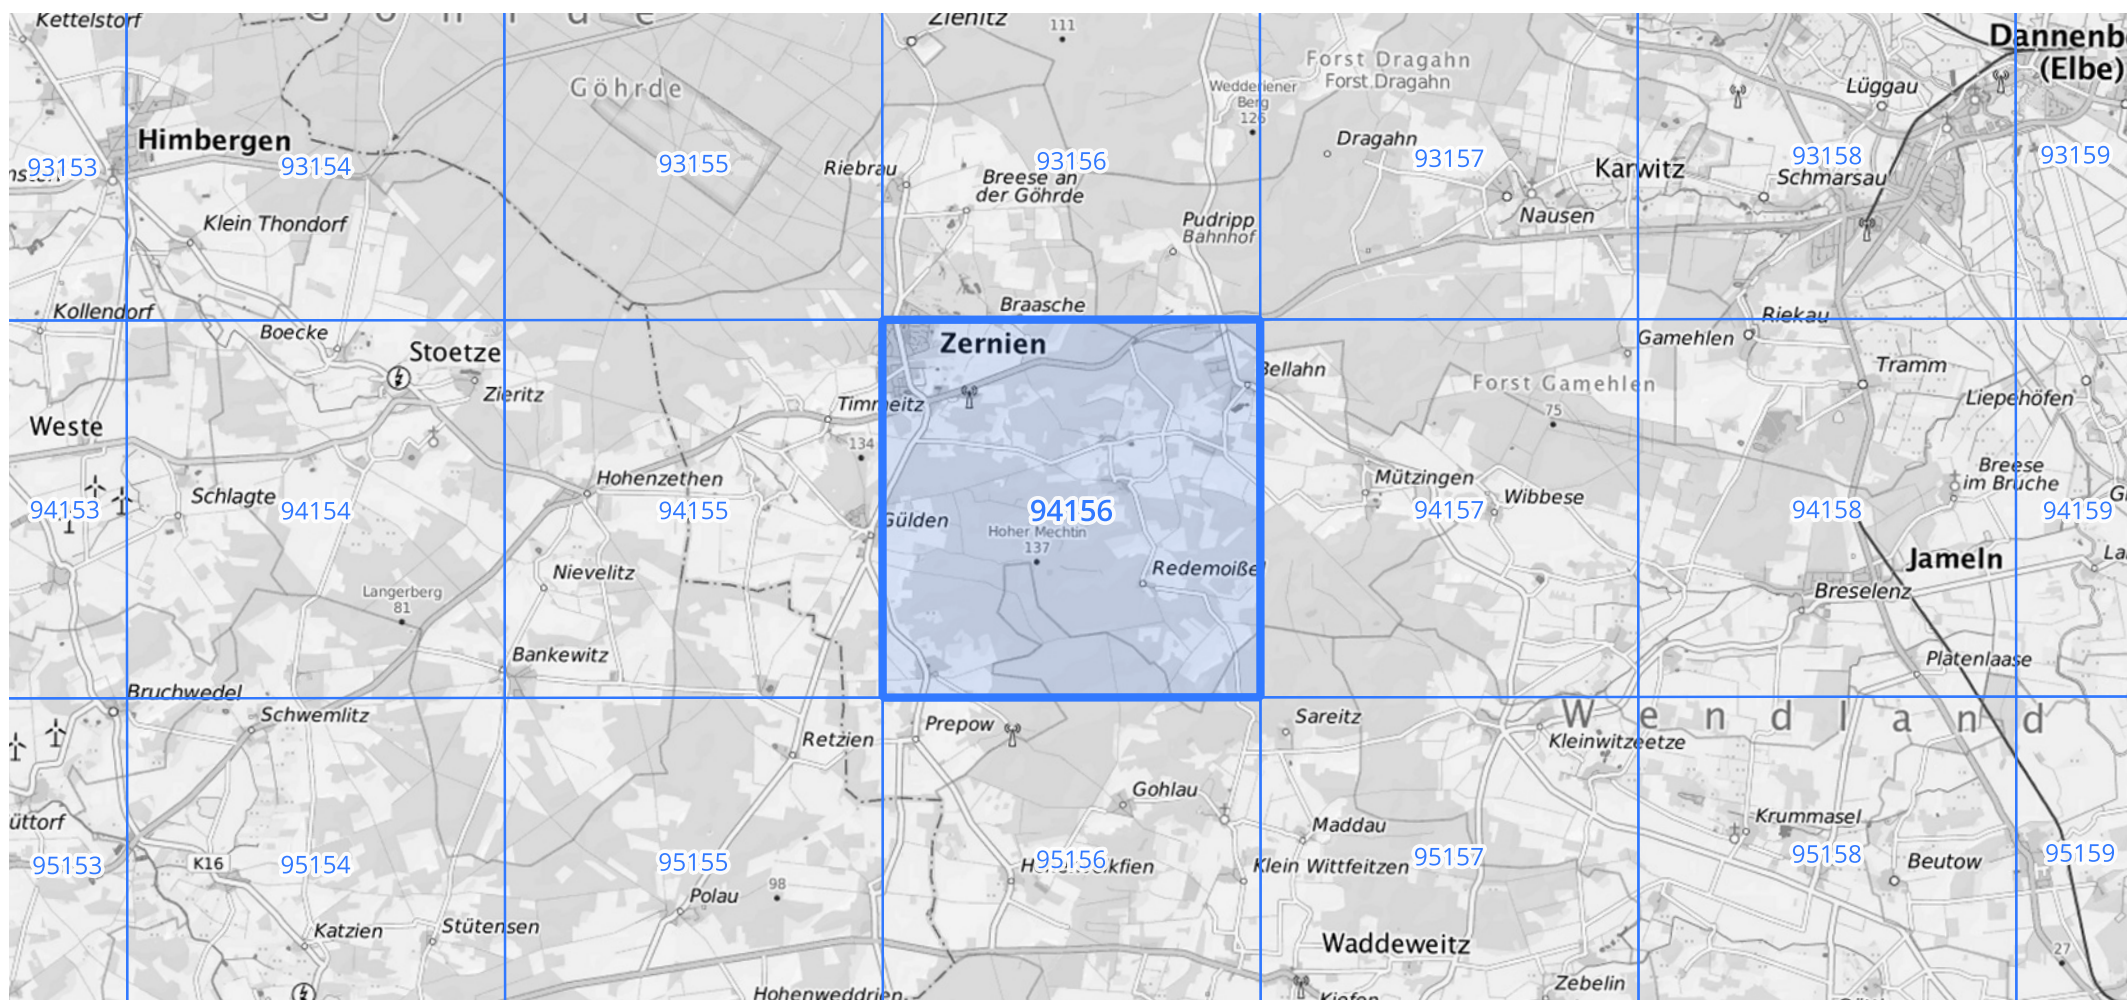 Kettelstorf
G ö h r d e
Zienitz
111
Dannenb
(Elbe)
Göhrde
Forst Dragahn
Forst Dragahn
Lüggau
Wedderiener
Berg
126
Himbergen
Dragahn
93153
93154
93155
Riebrau
93156
93157
Karwitz
93158
93159
Breese an
der Göhrde
Schmarsau
Klein Thondorf
Pudripp
Bahnhof
Nausen
Kollendorf
Braasche
Riekau
Boecke
Stoetze
Zernien
Gamehlen
Zieritz
Bellahn
Forst Gamehlen
75
Tramm
Liepehöfen
Weste
Timmeitz
134
Hohenzethen
Mützingen
Wibbese
Breese
im Bruche
Schlagte
94153
94154
94155
Gülden
94156
94157
94158
94159
Hoher Mechtin
137
Nievelitz
Redemoißel
Jameln
La
Langerberg
81
Breselenz
Bankewitz
Platenlaase
Bruchwedel
Schwemlitz
Retzien
Prepow
Sareitz
W e n d l a n d
Kleinwitzeetze
Gohlau
üttorf
Maddau
Krummasel
95153
K16
95154
95155
95156
Klein Wittfeitzen
95157
95158
Beutow
95159
Polau
98
Katzien
Stütensen
Waddeweitz
27
Hohenweddrien
Zebelin
Kiefen